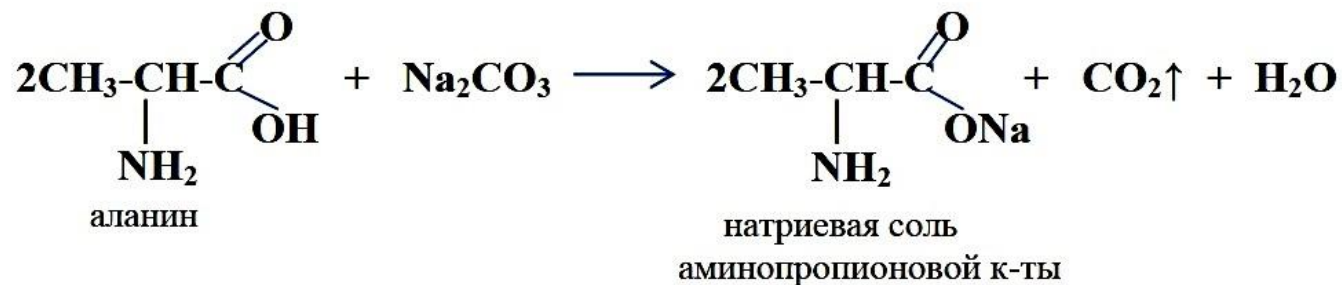 O O
2CH₃-CH-C + Na₂CO₃ ⟶ 2CH₃-CH-C + CO₂↑ + H₂O
OH ONa
NH₂ NH₂
аланин
натриевая соль
аминопропионовой к-ты